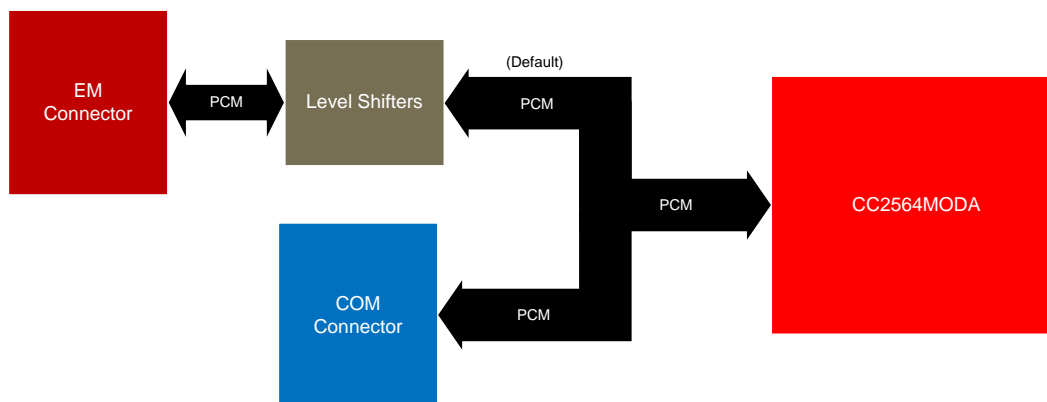 EM
Connector
PCM
Level Shifters
(Default)
PCM
PCM
CC2564MODA
COM
Connector
PCM